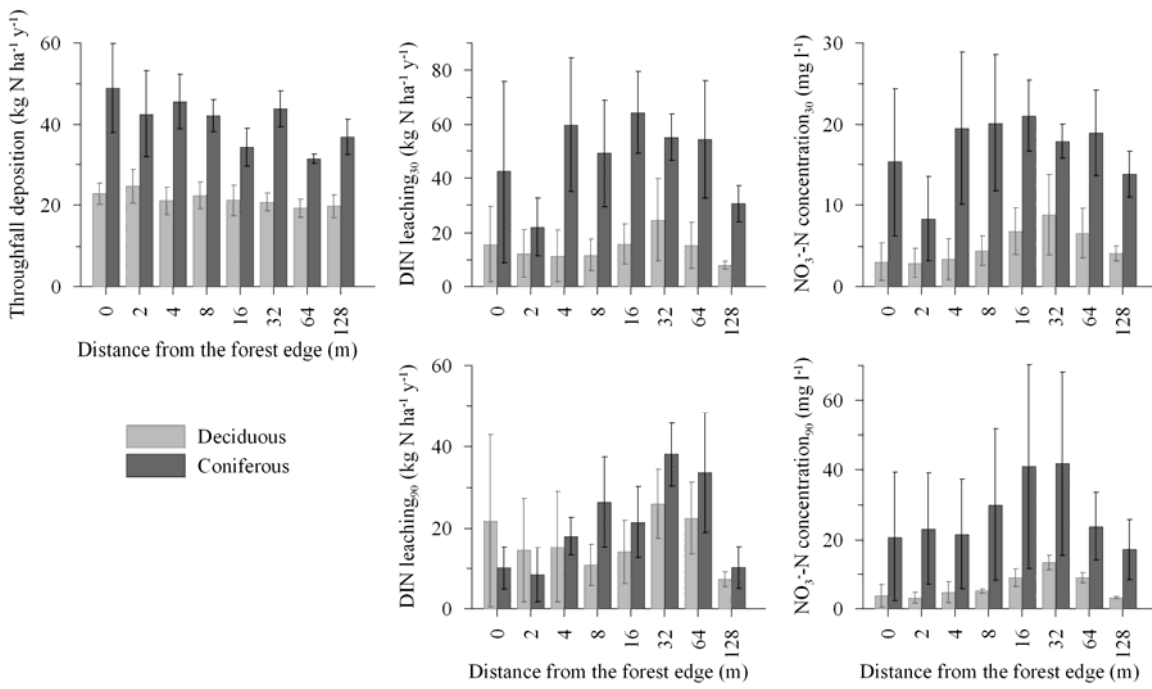 Throughfall deposition (kg N ha⁻¹ y⁻¹)
60
40
20
0
0 2 4 8 16 32 64 128
Distance from the forest edge (m)
DIN leaching₃₀ (kg N ha⁻¹ y⁻¹)
80
60
40
20
0
0 2 4 8 16 32 64 128
NO₃⁻-N concentration₃₀ (mg l⁻¹)
30
20
10
0
0 2 4 8 16 32 64 128
Deciduous
Coniferous
DIN leaching₉₀ (kg N ha⁻¹ y⁻¹)
60
40
20
0
0 2 4 8 16 32 64 128
Distance from the forest edge (m)
NO₃⁻-N concentration₉₀ (mg l⁻¹)
60
40
20
0
0 2 4 8 16 32 64 128
Distance from the forest edge (m)